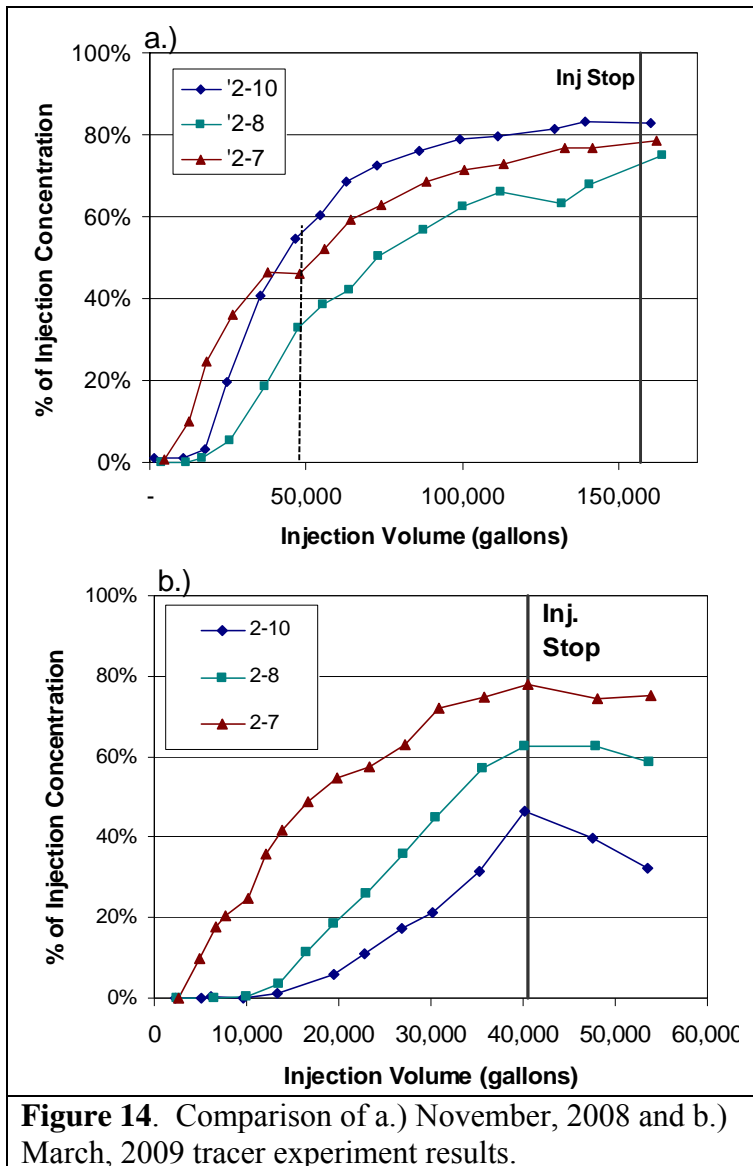 a.)
100%
80%
60%
40%
20%
0%
% of Injection Concentration
'2-10
'2-8
'2-7
Inj Stop
- 50,000 100,000 150,000
Injection Volume (gallons)
b.)
100%
80%
60%
40%
20%
0%
% of Injection Concentration
2-10
2-8
2-7
Inj.
Stop
0 10,000 20,000 30,000 40,000 50,000 60,000
Injection Volume (gallons)
Figure 14. Comparison of a.) November, 2008 and b.)
March, 2009 tracer experiment results.